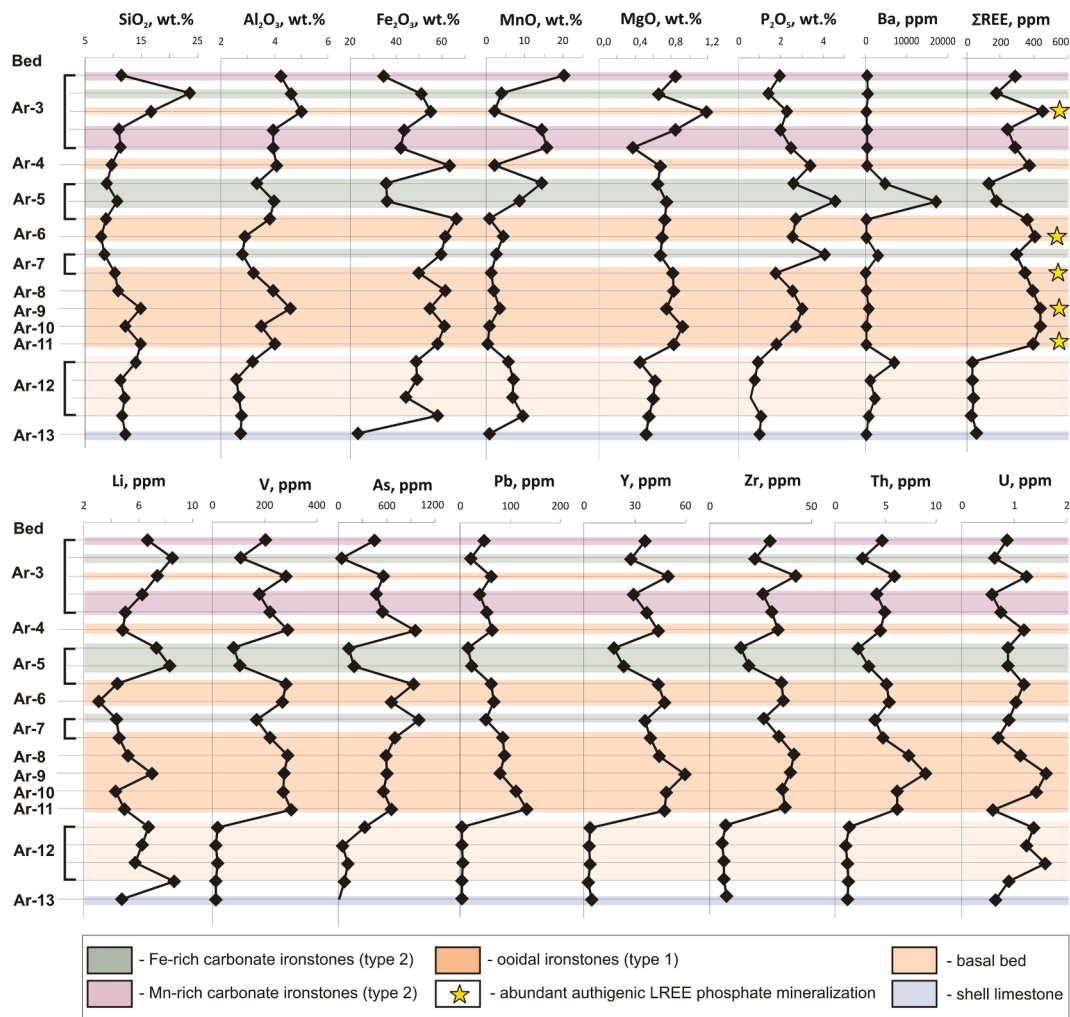 SiO₂, wt.% Al₂O₃, wt.% Fe₂O₃, wt.% MnO, wt.% MgO, wt.% P₂O₅, wt.% Ba, ppm ΣREE, ppm
5 15 25 2 4 6 20 40 60 80 0 10 20 0,0 0,4 0,8 1,2 0 2 4 6 0 10000 20000 0 200 400 600
Bed
Ar-3
Ar-4
Ar-5
Ar-6
Ar-7
Ar-8
Ar-9
Ar-10
Ar-11
Ar-12
Ar-13
Li, ppm V, ppm As, ppm Pb, ppm Y, ppm Zr, ppm Th, ppm U, ppm
2 6 10 0 200 400 0 600 1200 0 100 200 0 30 60 0 50 0 5 10 0 1 2
Bed
Ar-3
Ar-4
Ar-5
Ar-6
Ar-7
Ar-8
Ar-9
Ar-10
Ar-11
Ar-12
Ar-13
- Fe-rich carbonate ironstones (type 2) - ooidal ironstones (type 1) - basal bed
- Mn-rich carbonate ironstones (type 2) - abundant authigenic LREE phosphate mineralization - shell limestone